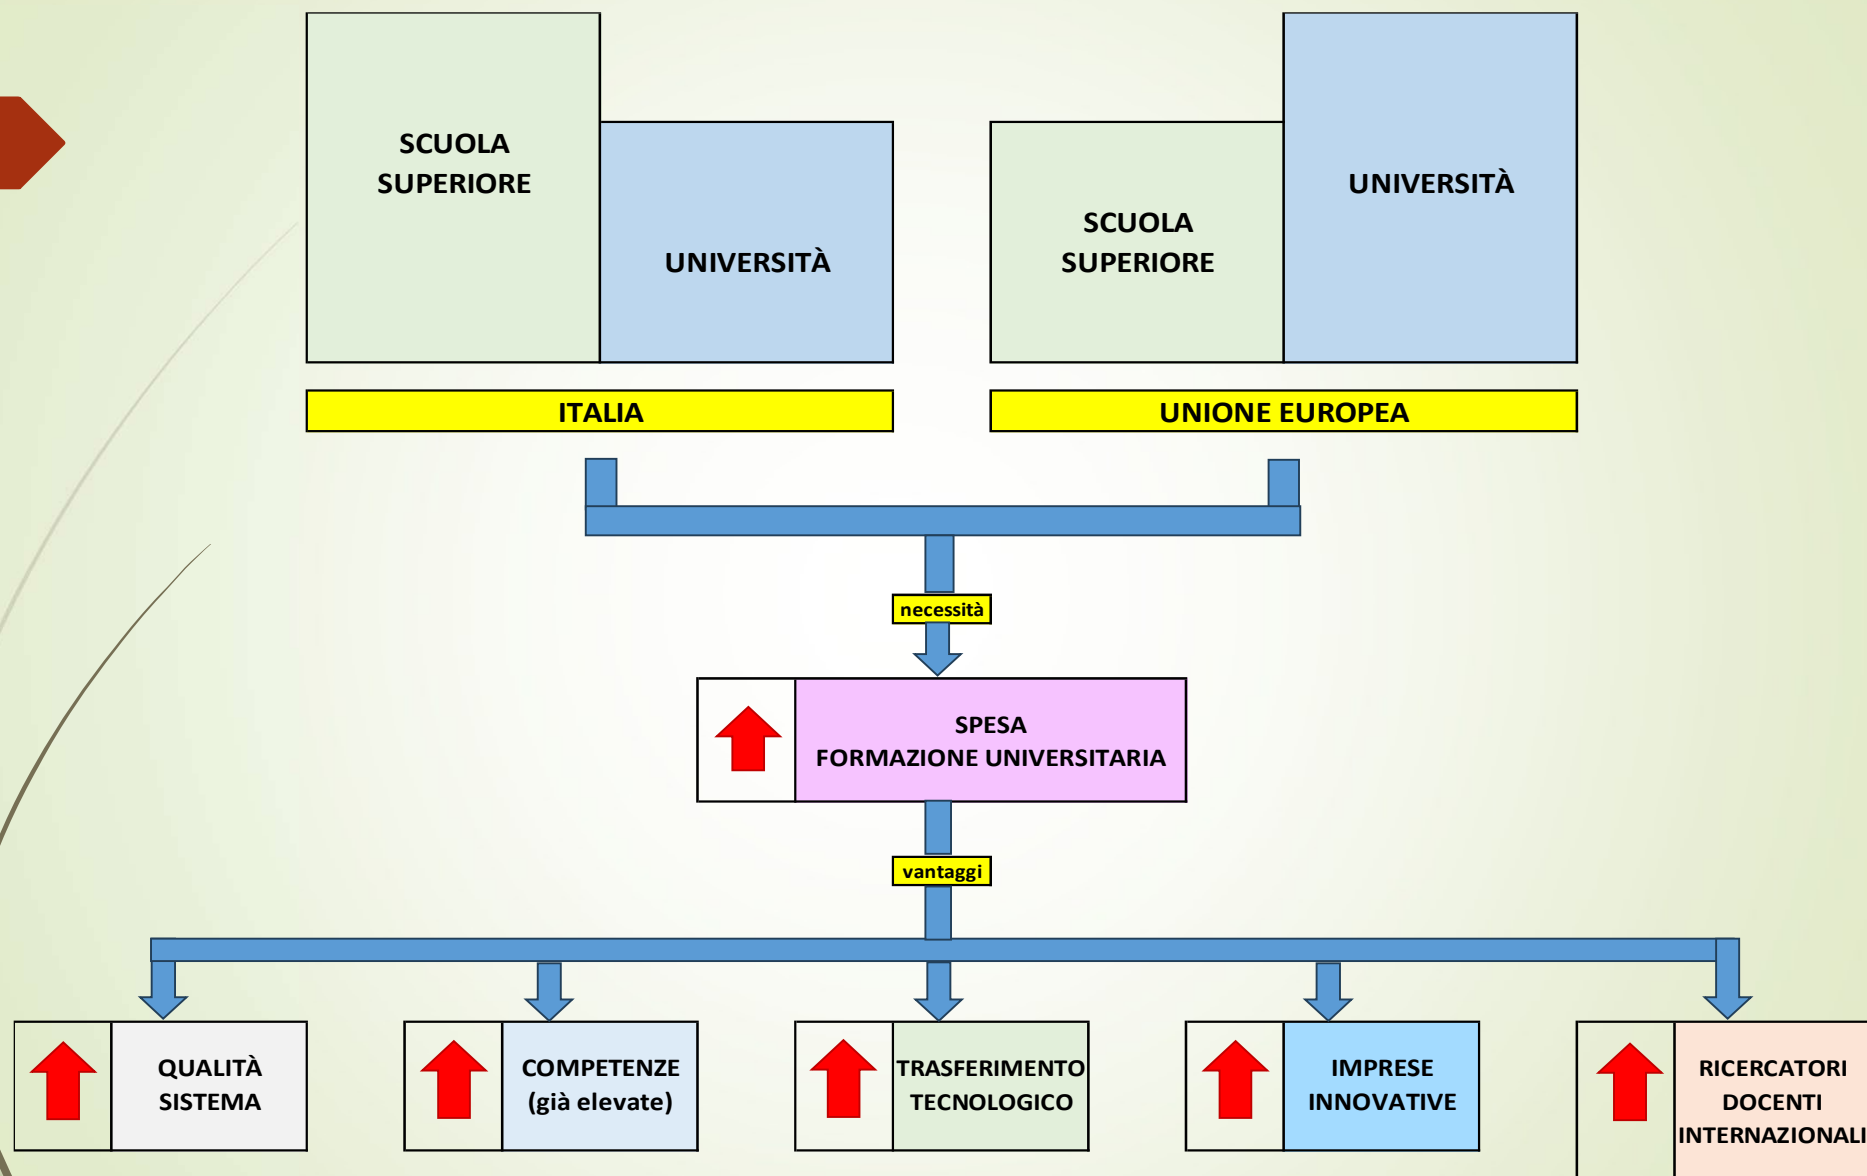 SCUOLA
SUPERIORE
UNIVERSITÀ
SCUOLA
SUPERIORE
UNIVERSITÀ
ITALIA
UNIONE EUROPEA
necessità
SPESA
FORMAZIONE UNIVERSITARIA
vantaggi
QUALITÀ
SISTEMA
COMPETENZE
(già elevate)
TRASFERIMENTO
TECNOLOGICO
IMPRESE
INNOVATIVE
RICERCATORI
DOCENTI
INTERNAZIONALI